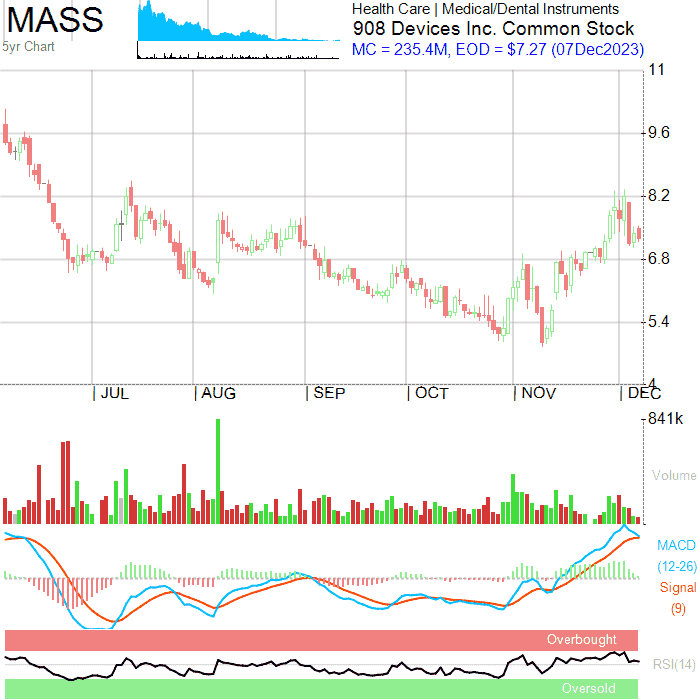 MASS
5yr Chart
Health Care | Medical/Dental Instruments
908 Devices Inc. Common Stock
MC = 235.4M, EOD = $7.27 (07Dec2023)
11
9.6
8.2
6.8
5.4
4
JUL AUG SEP OCT NOV DEC
841k
Volume
MACD
(12-26)
Signal
(9)
Overbought
RSI(14)
Oversold